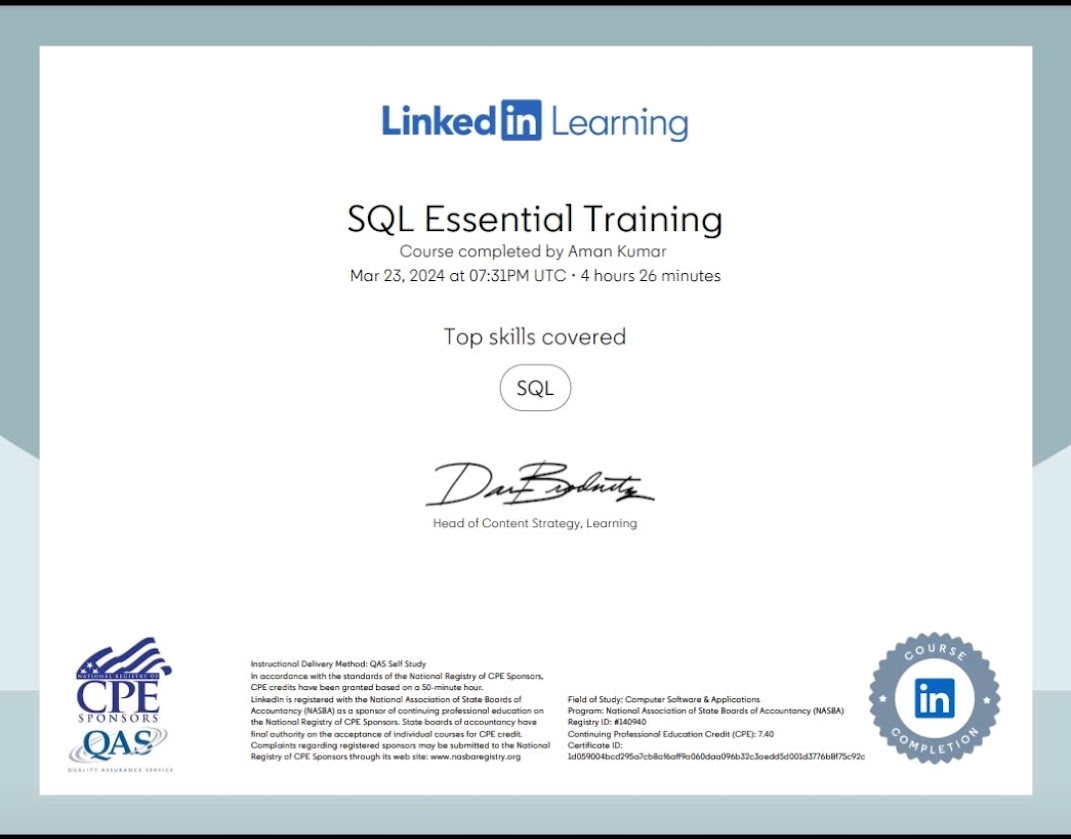 LinkedIn Learning
SQL Essential Training
Course completed by Aman Kumar
Mar 23, 2024 at 07:31PM UTC • 4 hours 26 minutes
Top skills covered
SQL
Head of Content Strategy, Learning
NATIONAL REGISTRY OF
CPE
SPONSORS
QAS
QUALITY ASSURANCE SERVICE
Instructional Delivery Method: QAS Self Study
In accordance with the standards of the National Registry of CPE Sponsors,
CPE credits have been granted based on a 50-minute hour.
LinkedIn is registered with the National Association of State Boards of
Accountancy (NASBA) as a sponsor of continuing professional education on
the National Registry of CPE Sponsors. State boards of accountancy have
final authority on the acceptance of individual courses for CPE credit.
Complaints regarding registered sponsors may be submitted to the National
Registry of CPE Sponsors through its web site: www.nasbaregistry.org
Field of Study: Computer Software & Applications
Program: National Association of State Boards of Accountancy (NASBA)
Registry ID: #140940
Continuing Professional Education Credit (CPE): 7.40
Certificate ID:
COURSE
in
COMPLETION